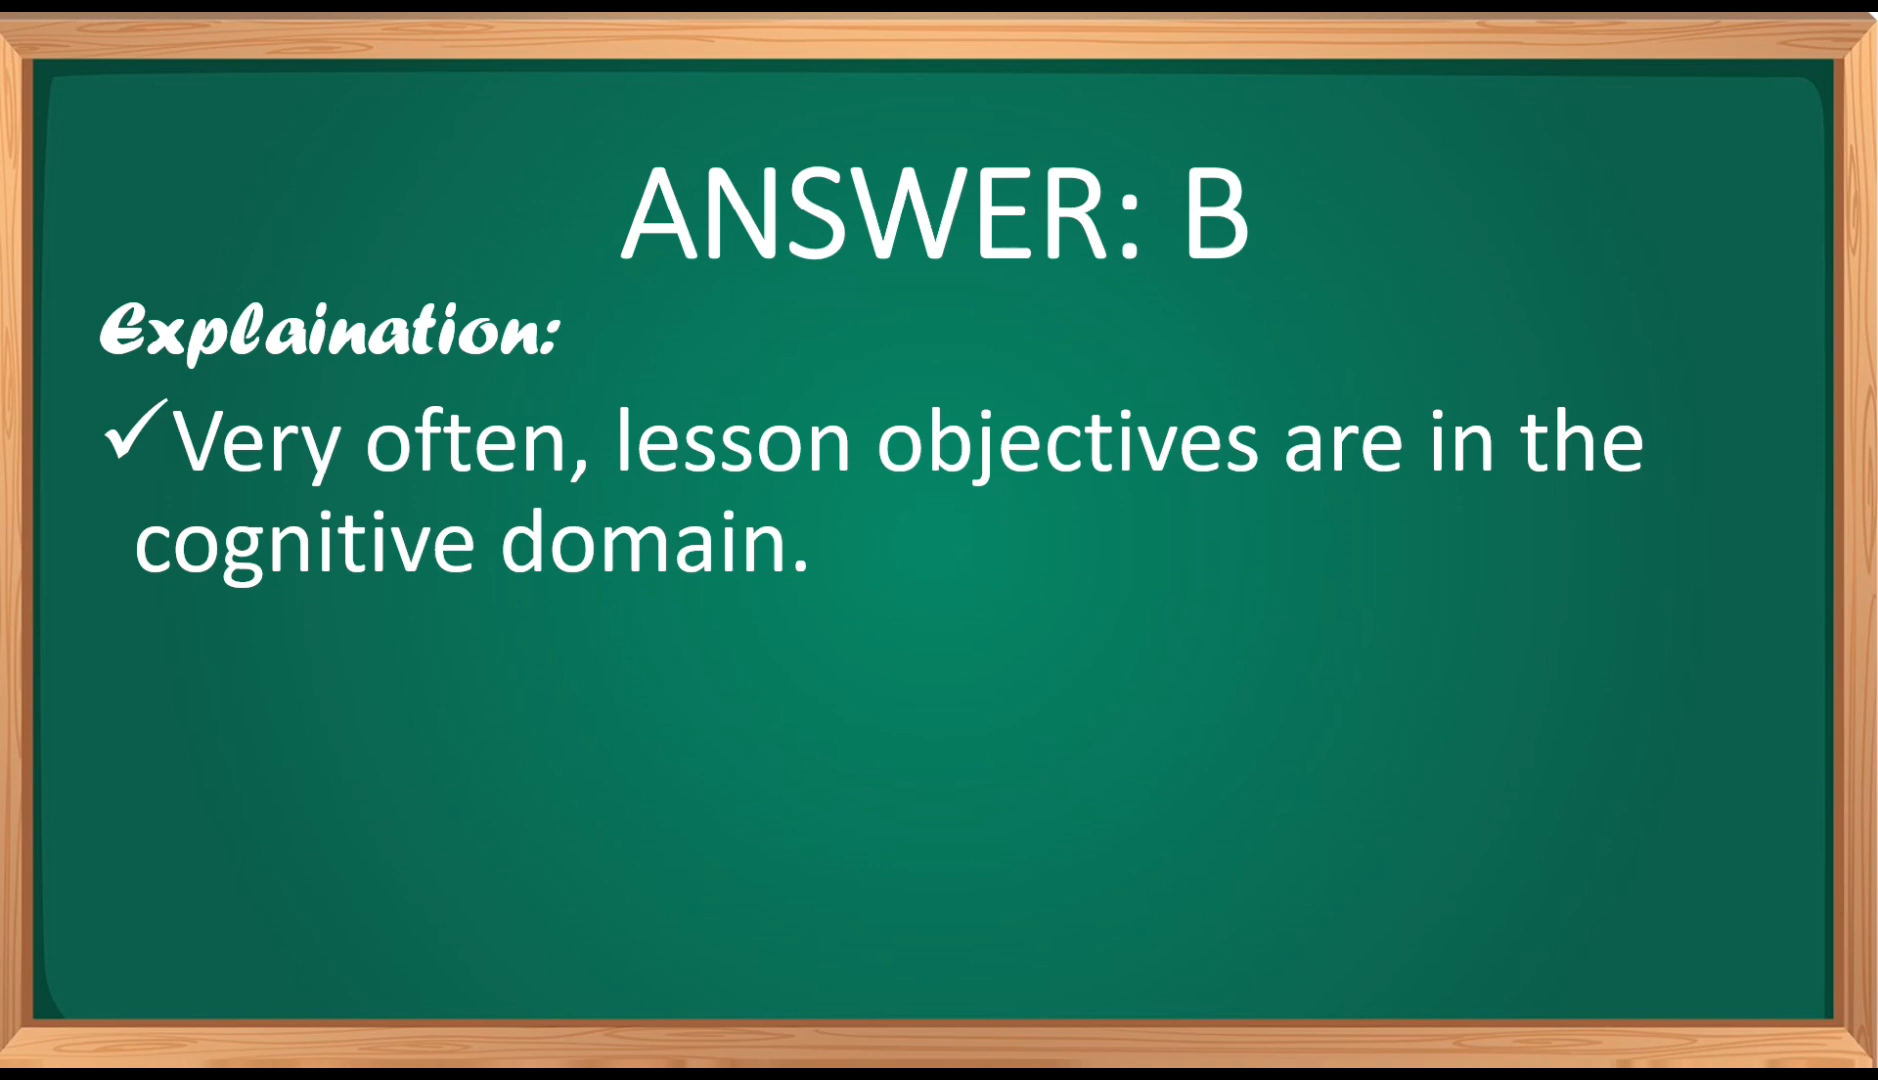 ANSWER: B
Explaination:
✓Very often, lesson objectives are in the
cognitive domain.